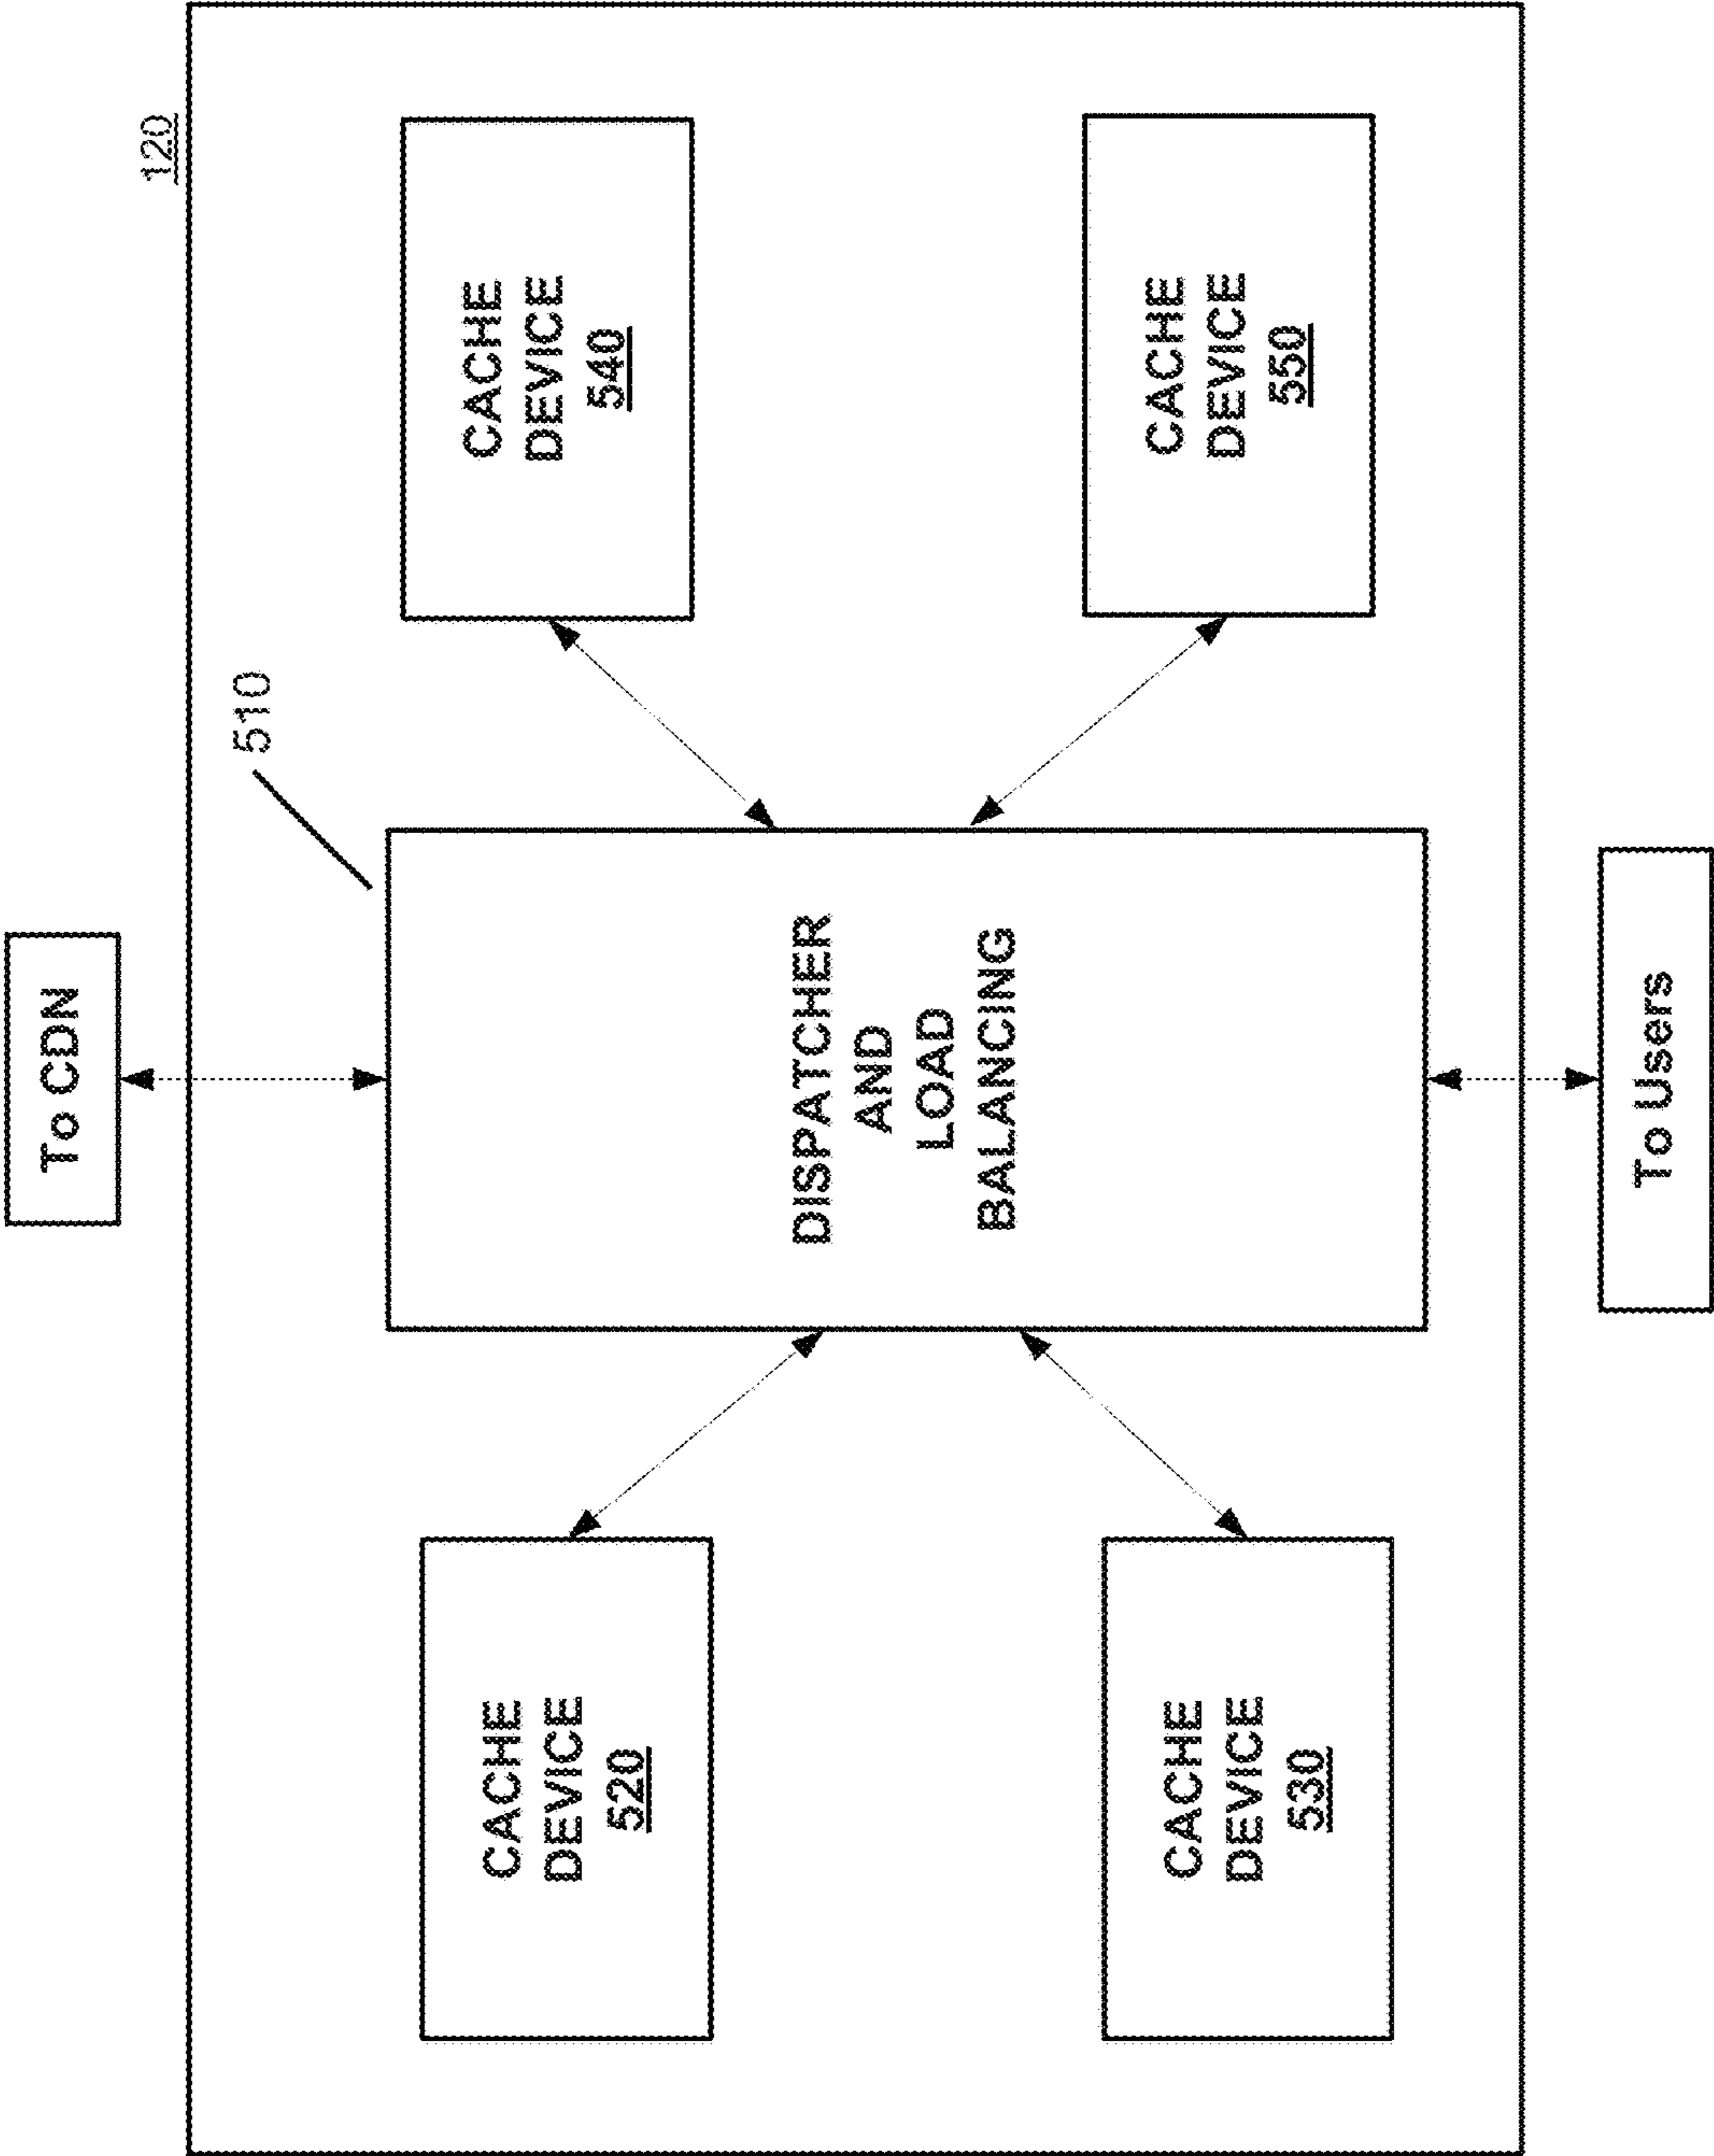 To CDN
120
510
CACHE
DEVICE
520
CACHE
DEVICE
540
DISPATCHER
AND
LOAD
BALANCING
CACHE
DEVICE
530
CACHE
DEVICE
550
To Users